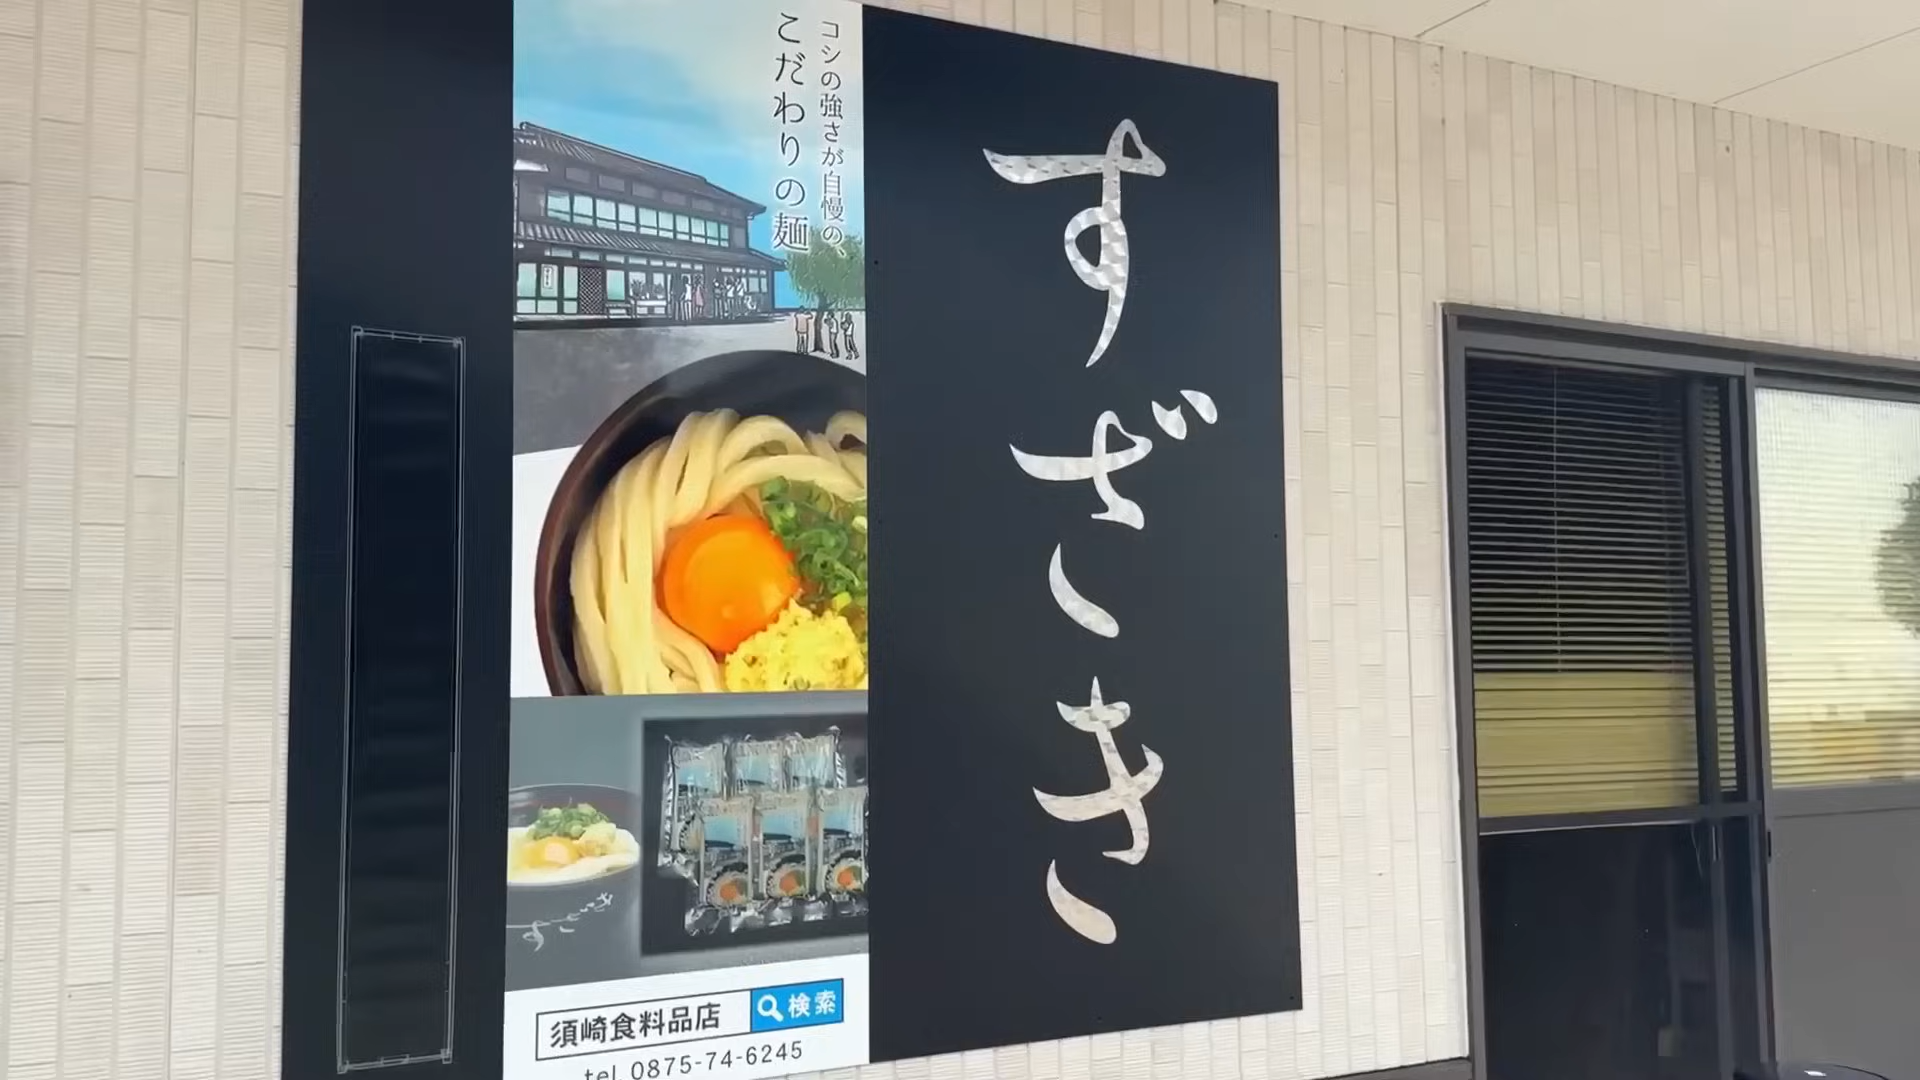 すざき
コシの強さが自慢の、
こだわりの麺
すざき
須崎食料品店
検索
tel.0875-74-6245